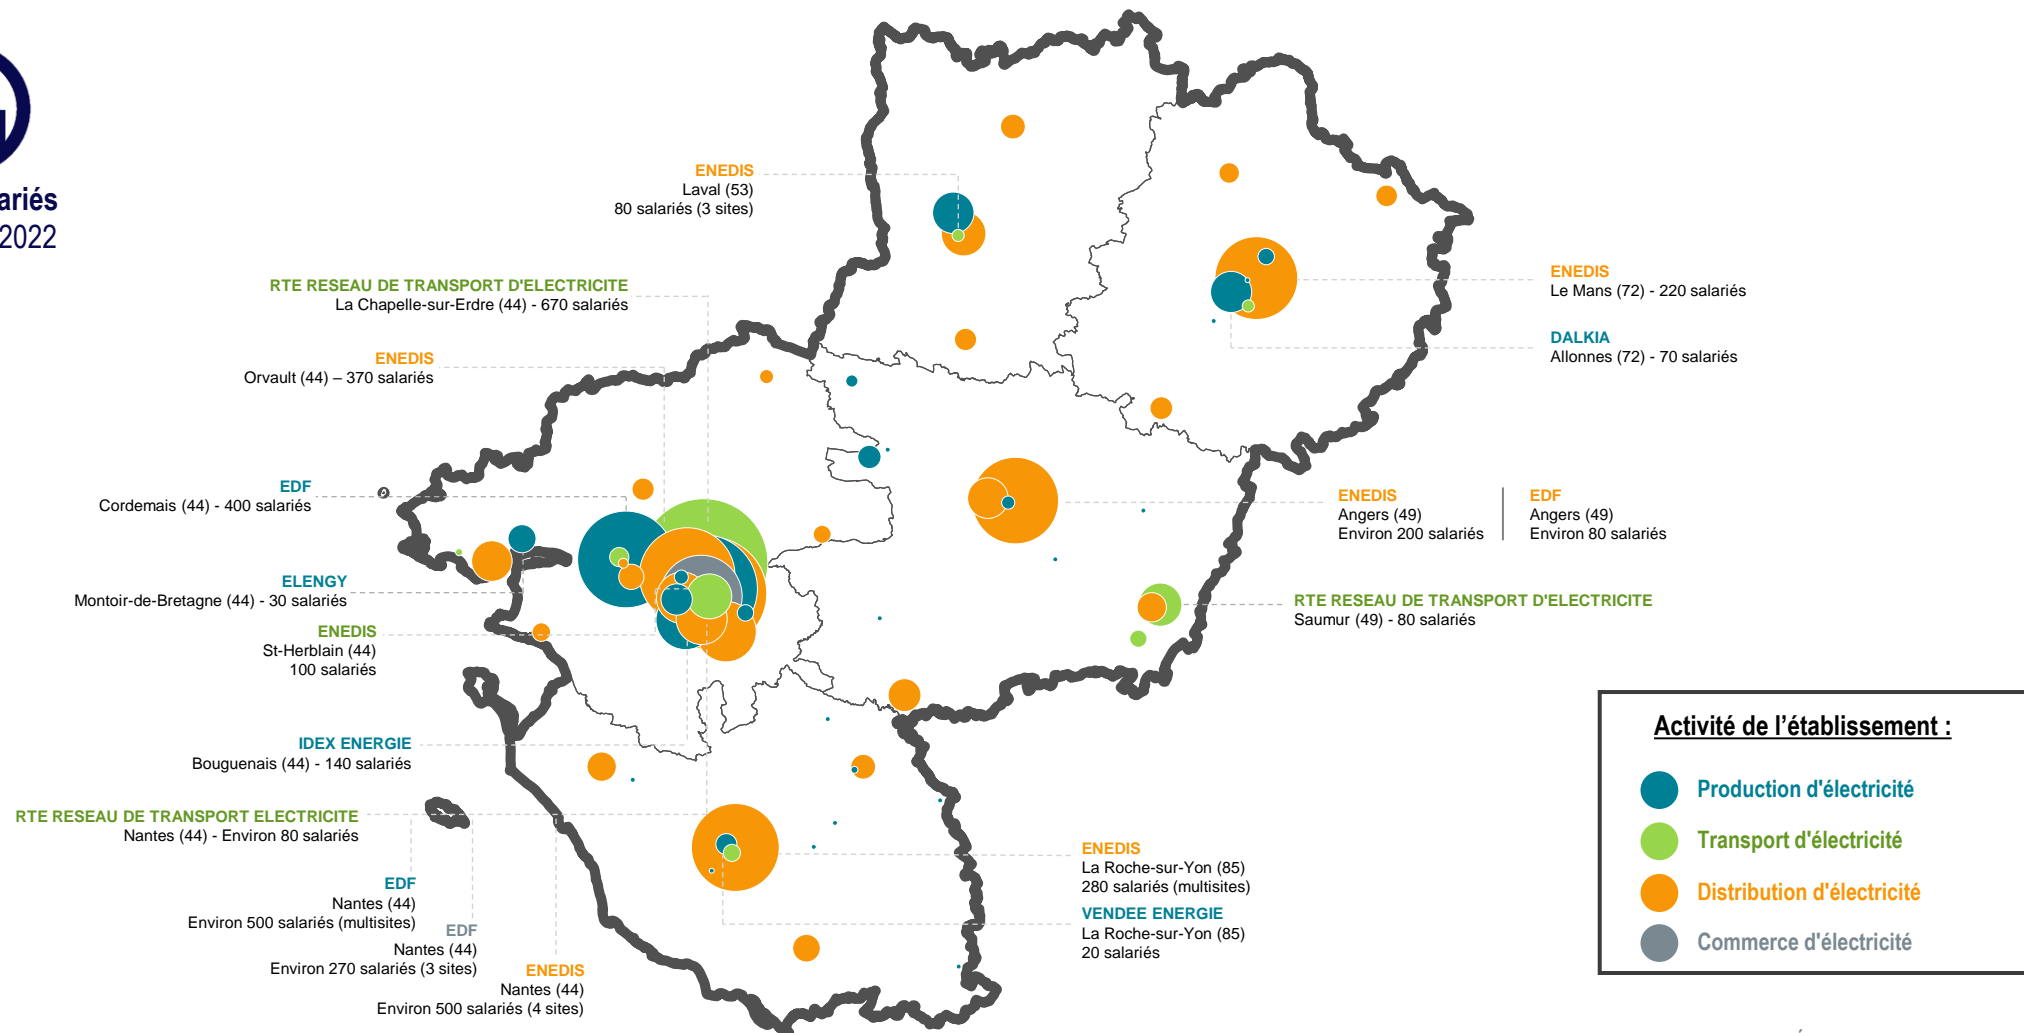 ariés
2022
ENEDIS
Laval (53)
80 salariés (3 sites)
RTE RESEAU DE TRANSPORT D'ELECTRICITE
La Chapelle-sur-Erdre (44) - 670 salariés
ENEDIS
Orvault (44) – 370 salariés
EDF
Cordemais (44) - 400 salariés
ELENGY
Montoir-de-Bretagne (44) - 30 salariés
ENEDIS
St-Herblain (44)
100 salariés
IDEX ENERGIE
Bouguenais (44) - 140 salariés
RTE RESEAU DE TRANSPORT ELECTRICITE
Nantes (44) - Environ 80 salariés
EDF
Nantes (44)
Environ 500 salariés (multisites)
EDF
Nantes (44)
Environ 270 salariés (3 sites)
ENEDIS
Nantes (44)
Environ 500 salariés (4 sites)
ENEDIS
Le Mans (72) - 220 salariés
DALKIA
Allonnes (72) - 70 salariés
ENEDIS
Angers (49)
Environ 200 salariés
EDF
Angers (49)
Environ 80 salariés
RTE RESEAU DE TRANSPORT D'ELECTRICITE
Saumur (49) - 80 salariés
ENEDIS
La Roche-sur-Yon (85)
280 salariés (multisites)
VENDEE ENERGIE
La Roche-sur-Yon (85)
20 salariés
Activité de l'établissement :
Production d'électricité
Transport d'électricité
Distribution d'électricité
Commerce d'électricité